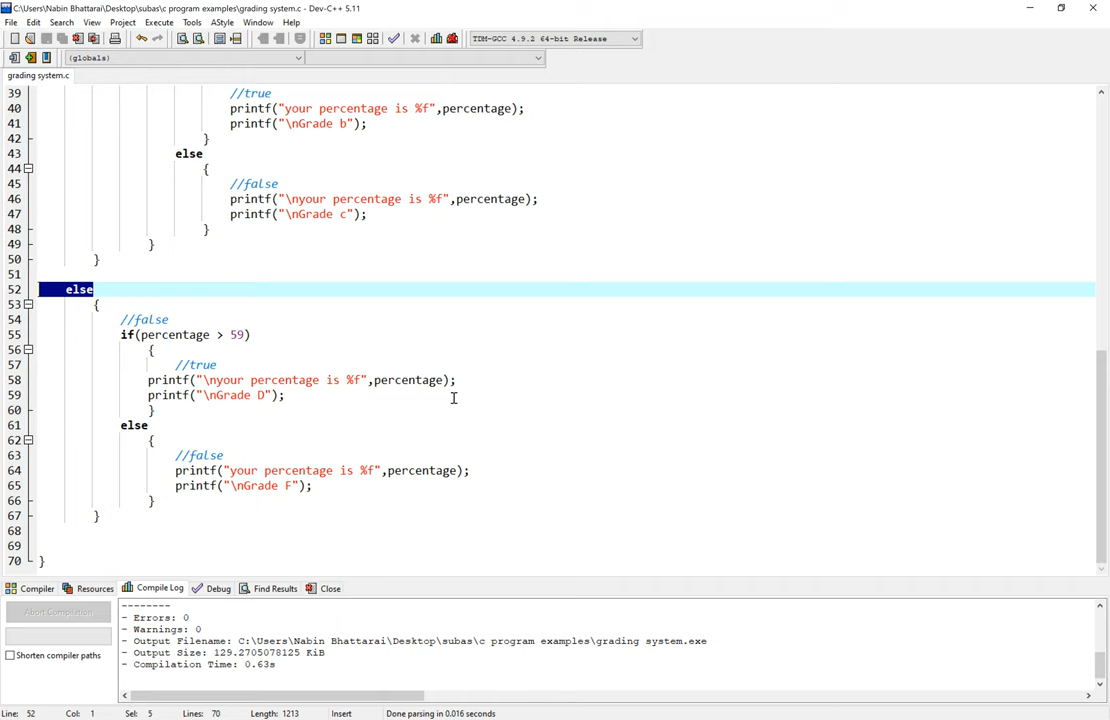 C:\Users\Nabin Bhattarai\Desktop\subas\c program examples\grading system.c - Dev-C++ 5.11
File Edit Search View Project Execute Tools AStyle Window Help
TDM-GCC 4.9.2 64-bit Release
(globals)
grading system.c
39 //true
40 printf("your percentage is %f",percentage);
41 printf("\nGrade b");
42 }
43 else
44 {
45 //false
46 printf("\nyour percentage is %f",percentage);
47 printf("\nGrade c");
48 }
49 }
50 }
51
52 else
53 {
54 //false
55 if(percentage > 59)
56 {
57 //true
58 printf("\nyour percentage is %f",percentage);
59 printf("\nGrade D");
60 }
61 else
62 {
63 //false
64 printf("your percentage is %f",percentage);
65 printf("\nGrade F");
66 }
67 }
68
69
70 }
Compiler Resources Compile Log Debug Find Results Close
Abort Compilation
Shorten compiler paths
--------
- Errors: 0
- Warnings: 0
- Output Filename: C:\Users\Nabin Bhattarai\Desktop\subas\c program examples\grading system.exe
- Output Size: 129.2705078125 KiB
- Compilation Time: 0.63s
Line: 52 Col: 1 Sel: 5 Lines: 70 Length: 1213 Insert Done parsing in 0.016 seconds